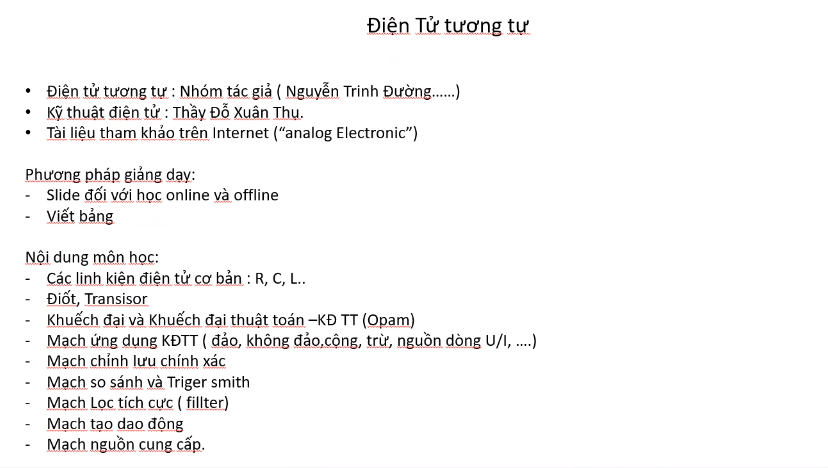 Điện Tử tương tự
• Điện tử tương tự : Nhóm tác giả ( Nguyễn Trinh Đường……)
• Kỹ thuật điện tử : Thầy Đỗ Xuân Thụ.
• Tài liệu tham khảo trên Internet (“analog Electronic”)
Phương pháp giảng dạy:
- Slide đối với học online và offline
- Viết bảng
Nội dung môn học:
- Các linh kiện điện tử cơ bản : R, C, L..
- Điốt, Transisor
- Khuếch đại và Khuếch đại thuật toán –KĐ TT (Opam)
- Mạch ứng dụng KĐTT ( đảo, không đảo,cộng, trừ, nguồn dòng U/I, ….)
- Mạch chỉnh lưu chính xác
- Mạch so sánh và Triger smith
- Mạch Lọc tích cực ( fillter)
- Mạch tạo dao động
- Mạch nguồn cung cấp.